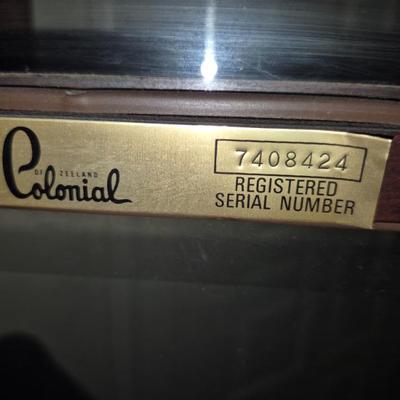 OF ZEELAND
Colonial
7408424
REGISTERED
SERIAL NUMBER